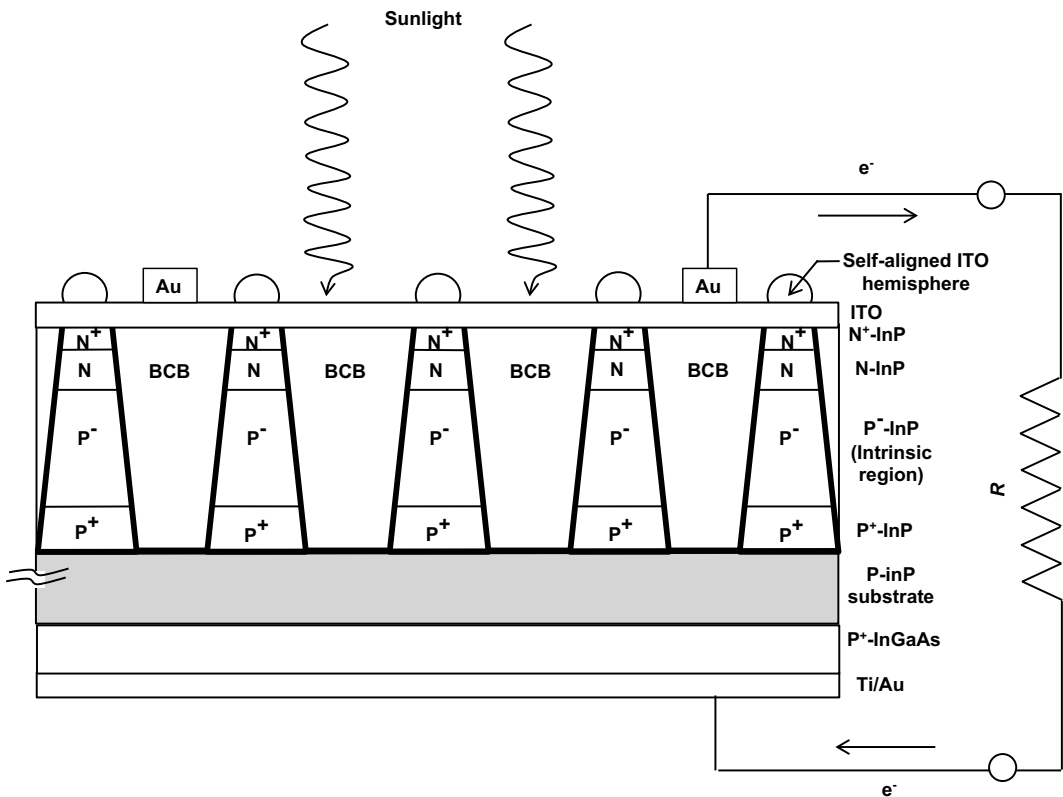 Sunlight
e-
Self-aligned ITO
hemisphere
Au
Au
ITO
N+ N+ N+ N+ N+
N+-InP
N BCB N BCB N BCB N BCB N
N-InP
P- P- P- P- P-
P--InP
(Intrinsic
region)
R
P+ P+ P+ P+ P+
P+-InP
P-inP
substrate
P+-InGaAs
Ti/Au
e-